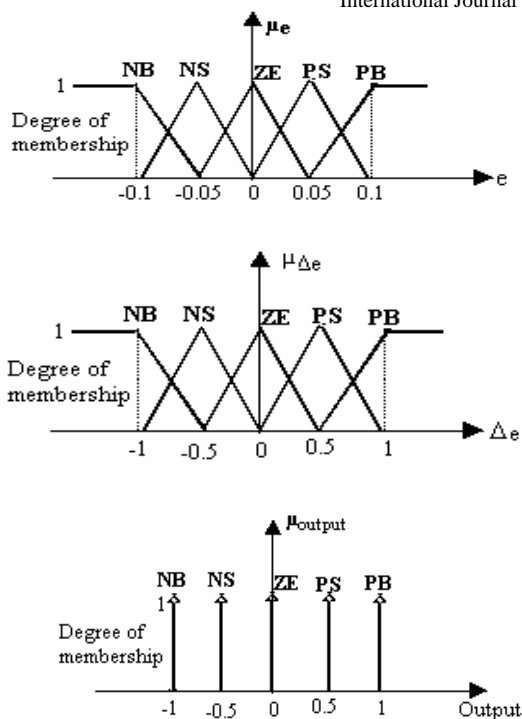 International Journal
μe
NB NS ZE PS PB
1
Degree of
membership
-0.1 -0.05 0 0.05 0.1
e
μΔe
NB NS ZE PS PB
1
Degree of
membership
-1 -0.5 0 0.5 1
Δe
μoutput
NB NS ZE PS PB
1
Degree of
membership
-1 -0.5 0 0.5 1
Output